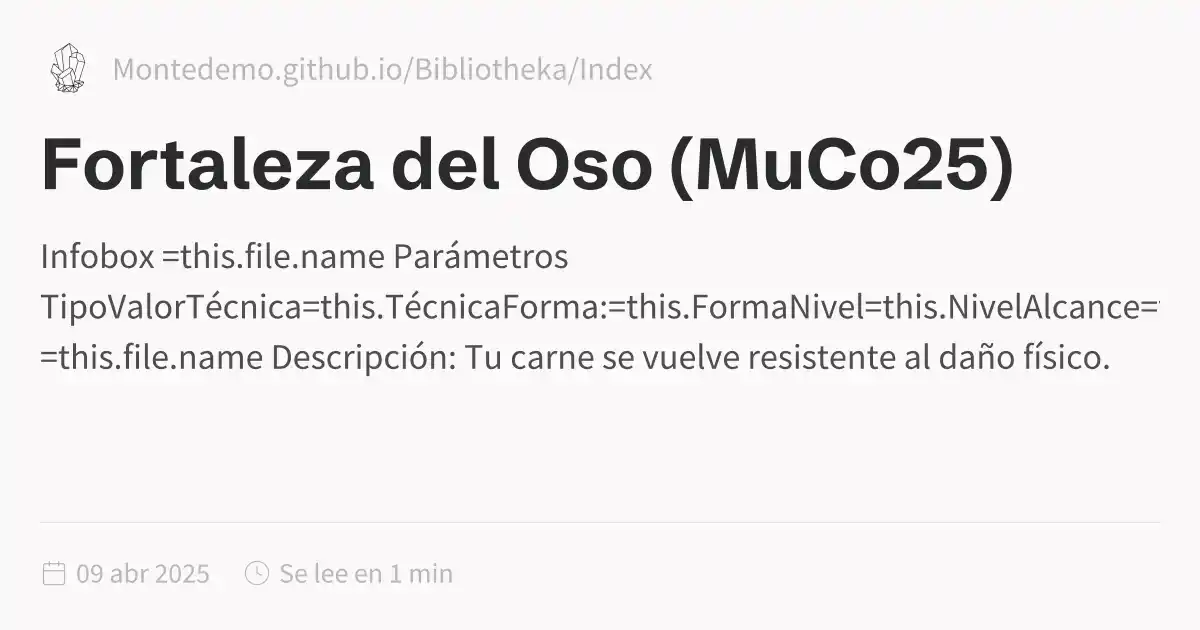 Montedemo.github.io/Bibliotheka/Index
Fortaleza del Oso (MuCo25)
Infobox =this.file.name Parámetros
TipoValorTécnica=this.TécnicaForma:=this.FormaNivel=this.NivelAlcance=
=this.file.name Descripción: Tu carne se vuelve resistente al daño físico.
09 abr 2025
Se lee en 1 min